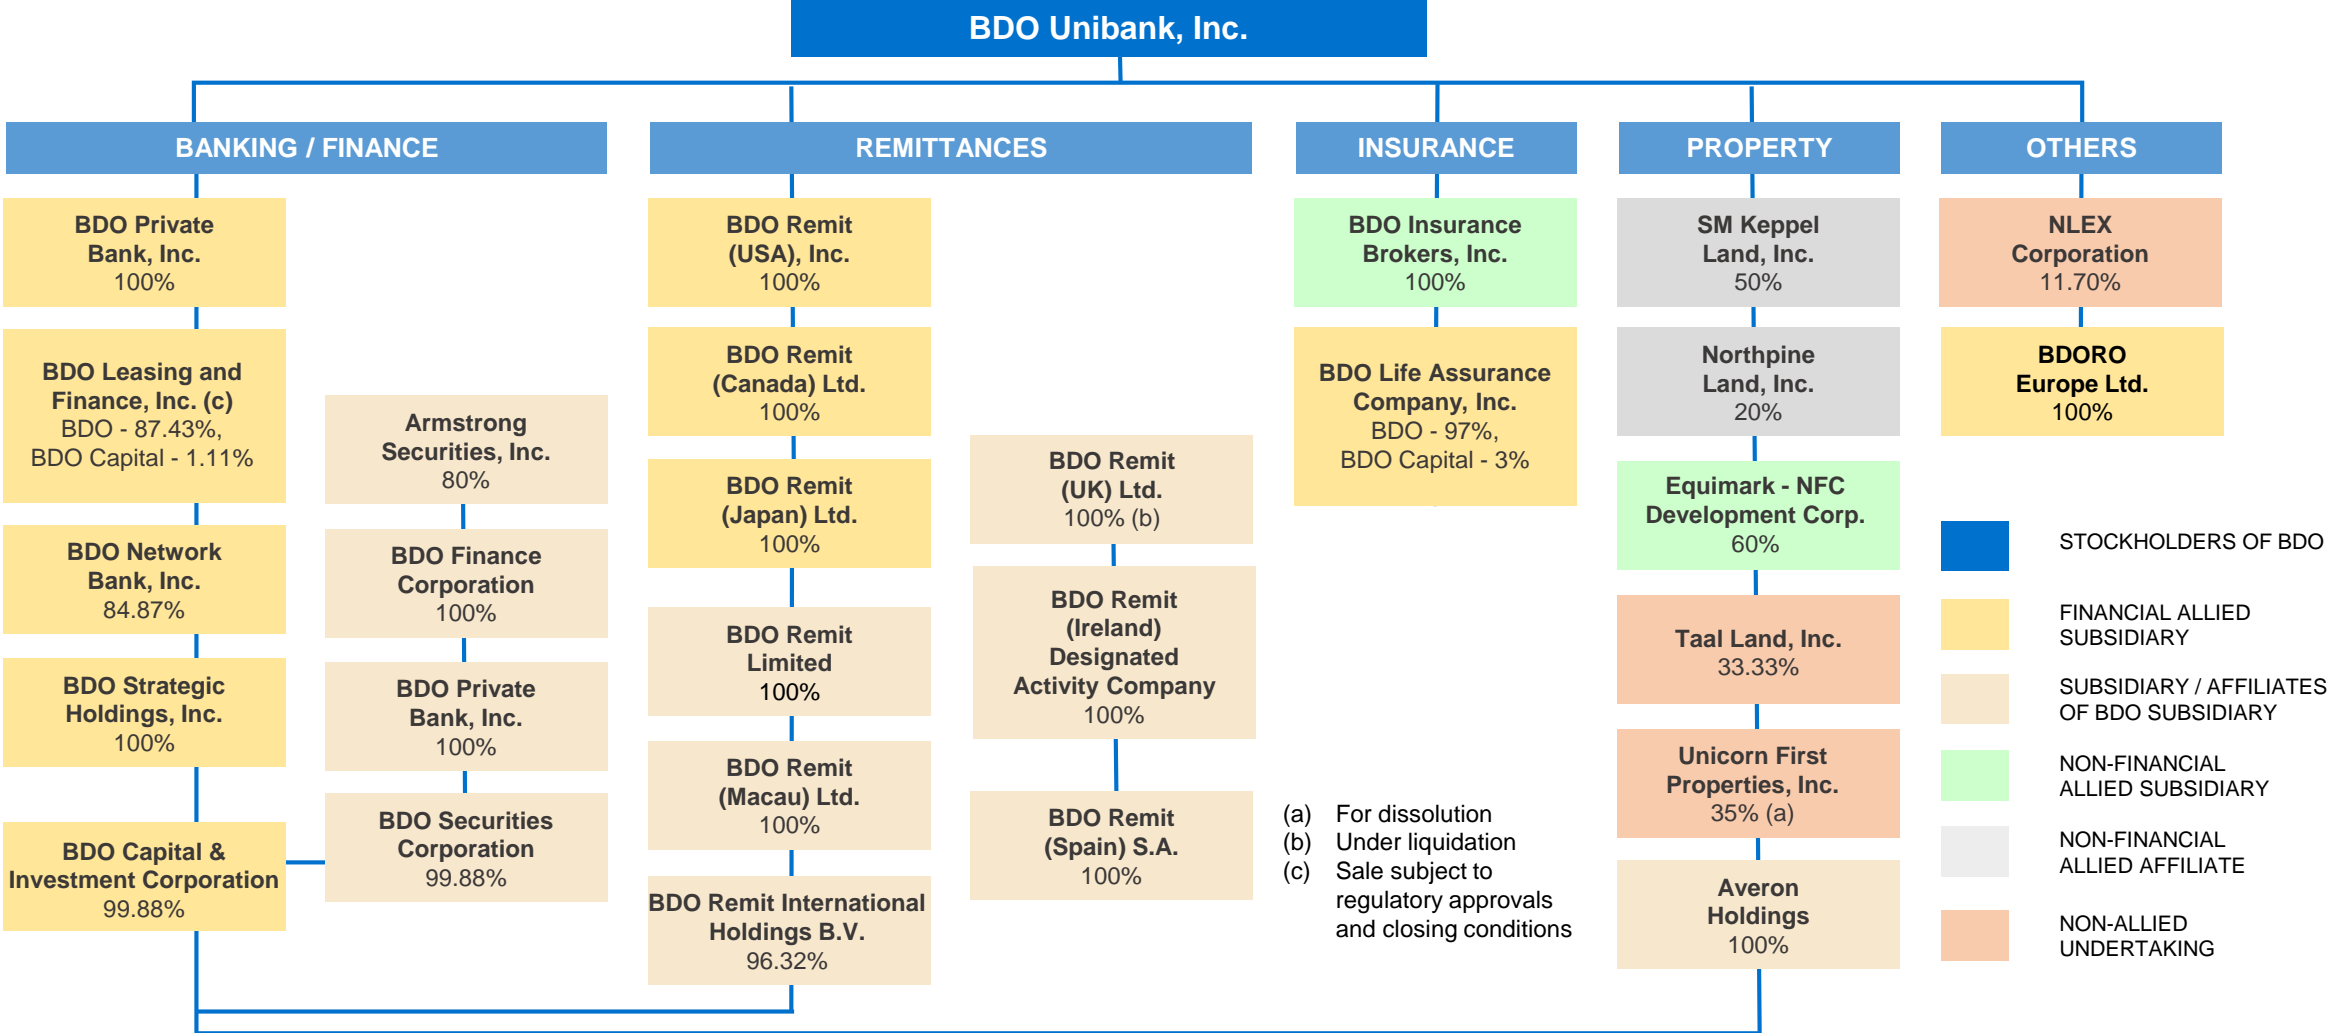 BDO Unibank, Inc.
BANKING / FINANCE
BDO Private
Bank, Inc.
100%
BDO Leasing and
Finance, Inc. (c)
BDO - 87.43%,
BDO Capital - 1.11%
BDO Network
Bank, Inc.
84.87%
BDO Strategic
Holdings, Inc.
100%
BDO Capital &
Investment Corporation
99.88%
Armstrong
Securities, Inc.
80%
BDO Finance
Corporation
100%
BDO Private
Bank, Inc.
100%
BDO Securities
Corporation
99.88%
REMITTANCES
BDO Remit
(USA), Inc.
100%
BDO Remit
(Canada) Ltd.
100%
BDO Remit
(Japan) Ltd.
100%
BDO Remit
Limited
100%
BDO Remit
(Macau) Ltd.
100%
BDO Remit International
Holdings B.V.
96.32%
BDO Remit
(UK) Ltd.
100% (b)
BDO Remit
(Ireland)
Designated
Activity Company
100%
BDO Remit
(Spain) S.A.
100%
INSURANCE
BDO Insurance
Brokers, Inc.
100%
BDO Life Assurance
Company, Inc.
BDO - 97%,
BDO Capital - 3%
PROPERTY
SM Keppel
Land, Inc.
50%
Northpine
Land, Inc.
20%
Equimark - NFC
Development Corp.
60%
Taal Land, Inc.
33.33%
Unicorn First
Properties, Inc.
35% (a)
Averon
Holdings
100%
OTHERS
NLEX
Corporation
11.70%
BDORO
Europe Ltd.
100%
(a) For dissolution
(b) Under liquidation
(c) Sale subject to
regulatory approvals
and closing conditions
STOCKHOLDERS OF BDO
FINANCIAL ALLIED
SUBSIDIARY
SUBSIDIARY / AFFILIATES
OF BDO SUBSIDIARY
NON-FINANCIAL
ALLIED SUBSIDIARY
NON-FINANCIAL
ALLIED AFFILIATE
NON-ALLIED
UNDERTAKING